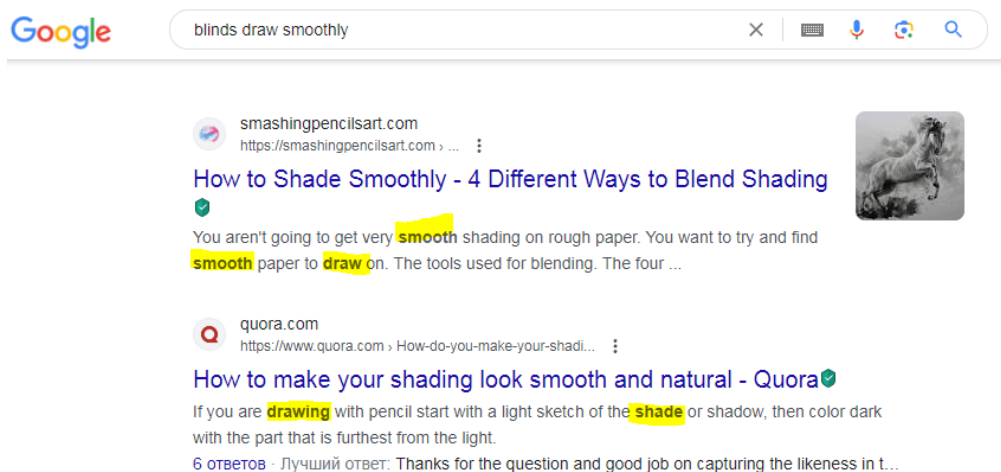 Google
blinds draw smoothly
smashingpencilsart.com
https://smashingpencilsart.com › ...
How to Shade Smoothly - 4 Different Ways to Blend Shading
You aren't going to get very smooth shading on rough paper. You want to try and find
smooth paper to draw on. The tools used for blending. The four ...
quora.com
https://www.quora.com › How-do-you-make-your-shadi...
How to make your shading look smooth and natural - Quora
If you are drawing with pencil start with a light sketch of the shade or shadow, then color dark
with the part that is furthest from the light.
6 ответов · Лучший ответ: Thanks for the question and good job on capturing the likeness in t...